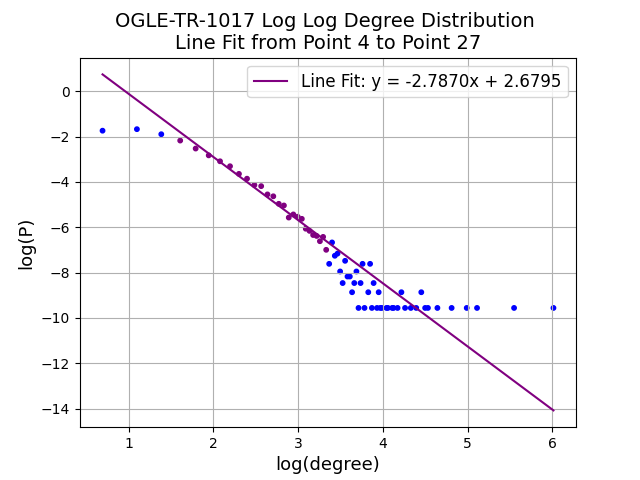 OGLE-TR-1017 Log Log Degree Distribution
Line Fit from Point 4 to Point 27
Line Fit: y = -2.7870x + 2.6795
0
−2
−4
−6
−8
−10
−12
−14
log(P)
1 2 3 4 5 6
log(degree)